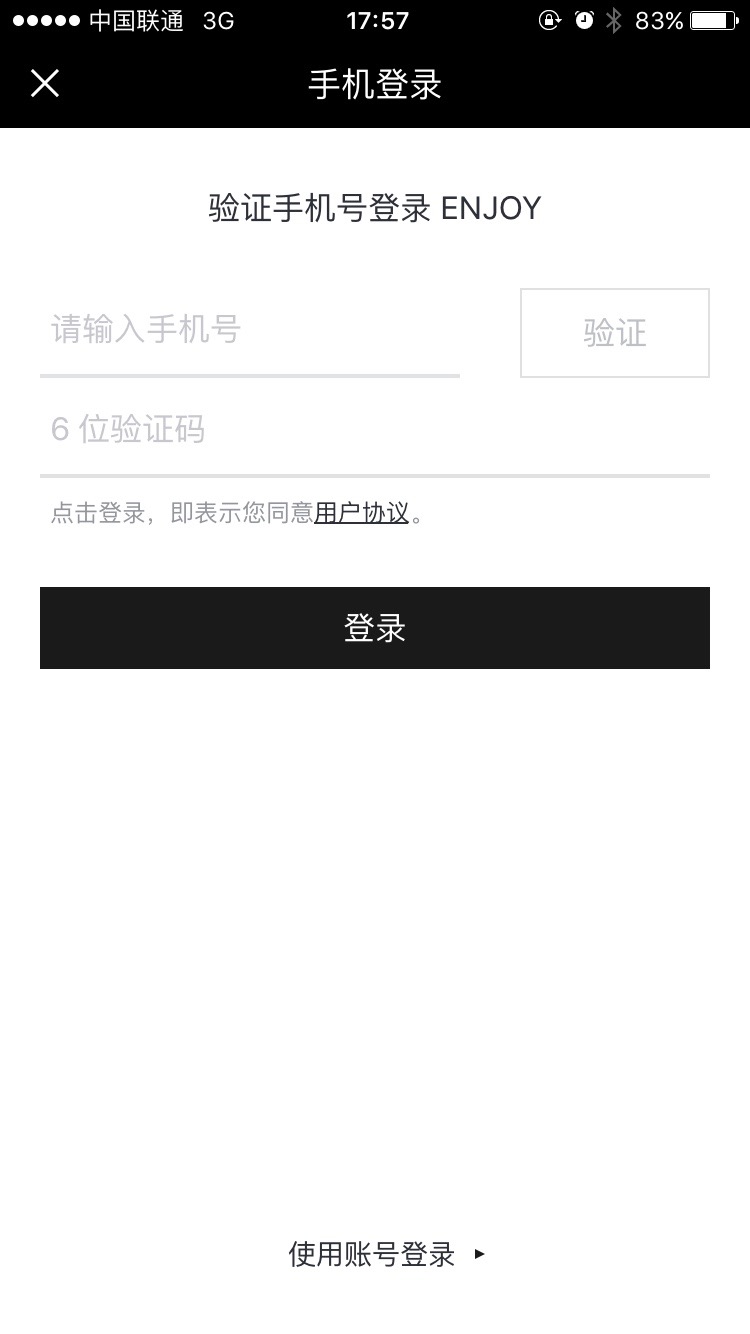 中国联通 3G 17:57 83%
手机登录
验证手机号登录 ENJOY
请输入手机号 验证
6 位验证码
点击登录，即表示您同意用户协议。
登录
使用账号登录